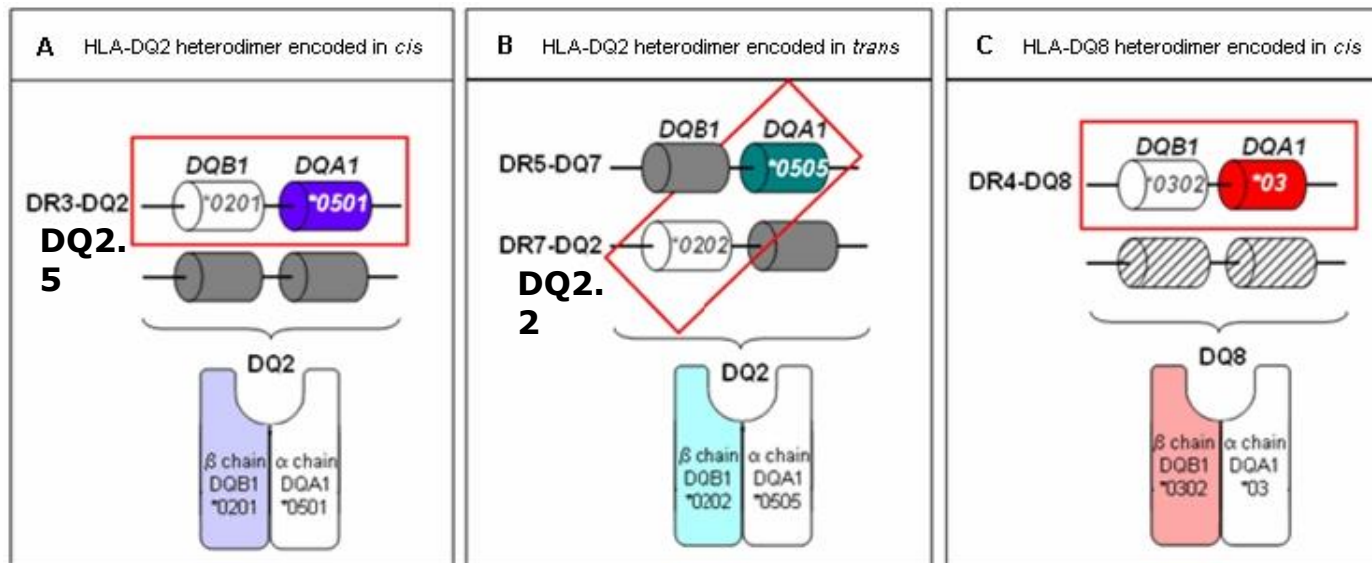 A HLA-DQ2 heterodimer encoded in cis
DQB1 DQA1
DR3-DQ2 *0201 *0501
DQ2.
5
DQ2
β chain α chain
DQB1 DQA1
*0201 *0501
B HLA-DQ2 heterodimer encoded in trans
DQB1 DQA1
DR5-DQ7 *0505
DR7-DQ2 *0202
DQ2.
2
DQ2
β chain α chain
DQB1 DQA1
*0202 *0505
C HLA-DQ8 heterodimer encoded in cis
DQB1 DQA1
DR4-DQ8 *0302 *03
DQ8
β chain α chain
DQB1 DQA1
*0302 *03